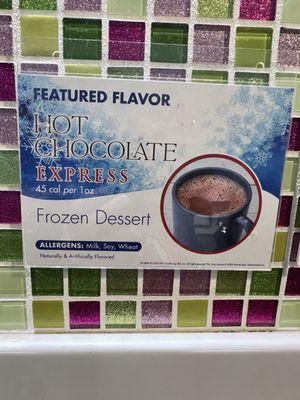 FEATURED FLAVOR
HOT
CHOCOLATE
EXPRESS
45 cal per 1oz
Frozen Dessert
ALLERGENS: Milk, Soy, Wheat
Naturally & Artificially Flavored